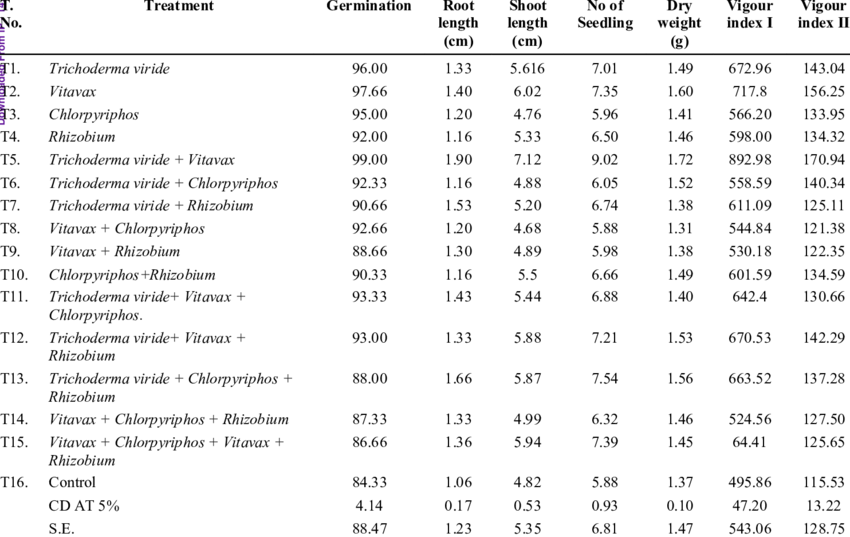 T. Treatment Germination Root Shoot No of Dry Vigour Vigour
No. length length Seedling weight index I index II
(cm) (cm) (g)
T1. Trichoderma viride 96.00 1.33 5.616 7.01 1.49 672.96 143.04
T2. Vitavax 97.66 1.40 6.02 7.35 1.60 717.8 156.25
T3. Chlorpyriphos 95.00 1.20 4.76 5.96 1.41 566.20 133.95
T4. Rhizobium 92.00 1.16 5.33 6.50 1.46 598.00 134.32
T5. Trichoderma viride + Vitavax 99.00 1.90 7.12 9.02 1.72 892.98 170.94
T6. Trichoderma viride + Chlorpyriphos 92.33 1.16 4.88 6.05 1.52 558.59 140.34
T7. Trichoderma viride + Rhizobium 90.66 1.53 5.20 6.74 1.38 611.09 125.11
T8. Vitavax + Chlorpyriphos 92.66 1.20 4.68 5.88 1.31 544.84 121.38
T9. Vitavax + Rhizobium 88.66 1.30 4.89 5.98 1.38 530.18 122.35
T10. Chlorpyriphos+Rhizobium 90.33 1.16 5.5 6.66 1.49 601.59 134.59
T11. Trichoderma viride+ Vitavax + 93.33 1.43 5.44 6.88 1.40 642.4 130.66
Chlorpyriphos.
T12. Trichoderma viride+ Vitavax + 93.00 1.33 5.88 7.21 1.53 670.53 142.29
Rhizobium
T13. Trichoderma viride + Chlorpyriphos + 88.00 1.66 5.87 7.54 1.56 663.52 137.28
Rhizobium
T14. Vitavax + Chlorpyriphos + Rhizobium 87.33 1.33 4.99 6.32 1.46 524.56 127.50
T15. Vitavax + Chlorpyriphos + Vitavax + 86.66 1.36 5.94 7.39 1.45 64.41 125.65
Rhizobium
T16. Control 84.33 1.06 4.82 5.88 1.37 495.86 115.53
CD AT 5% 4.14 0.17 0.53 0.93 0.10 47.20 13.22
S.E. 88.47 1.23 5.35 6.81 1.47 543.06 128.75